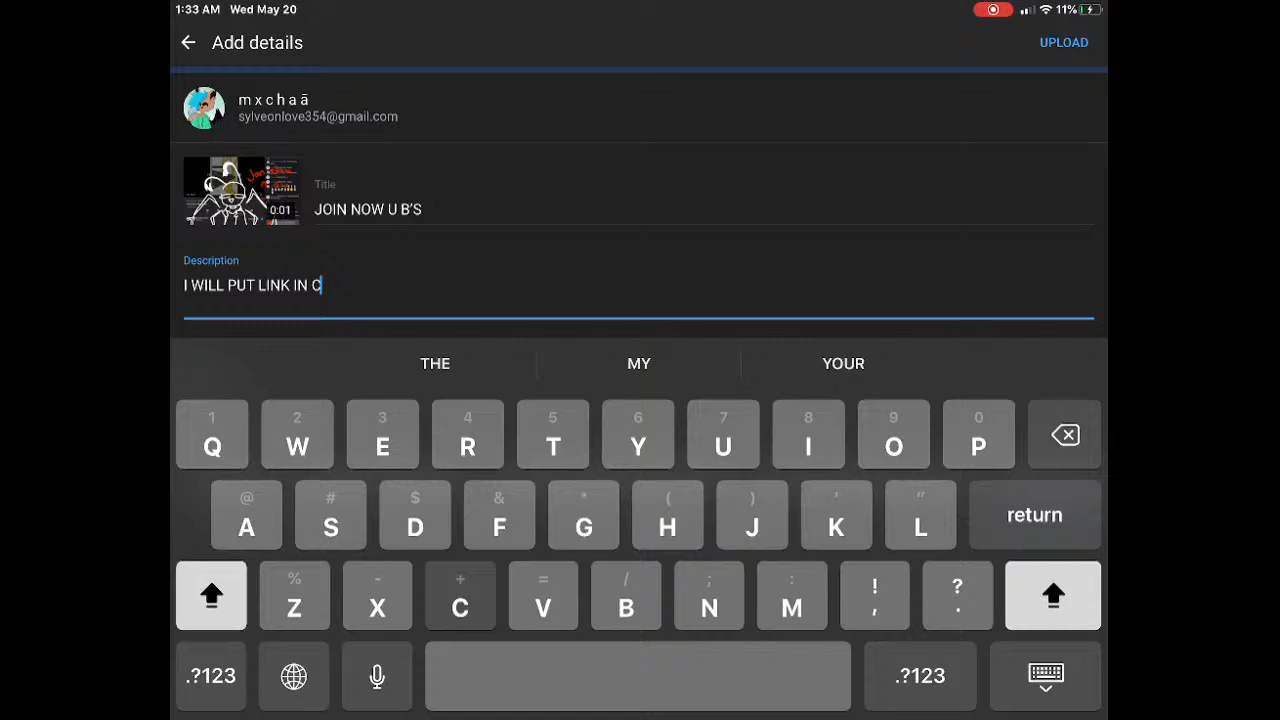 1:33 AM Wed May 20
11%
Add details
UPLOAD
m x c h a ā
sylveonlove354@gmail.com
0:01
Title
JOIN NOW U B’S
Description
I WILL PUT LINK IN C
THE MY YOUR
1 2 3 4 5 6 7 8 9 0
Q W E R T Y U I O P
@ # $ & * ( ) ' "
A S D F G H J K L return
% - + = / ; : ! ?
Z X C V B N M , .
.?123 .?123